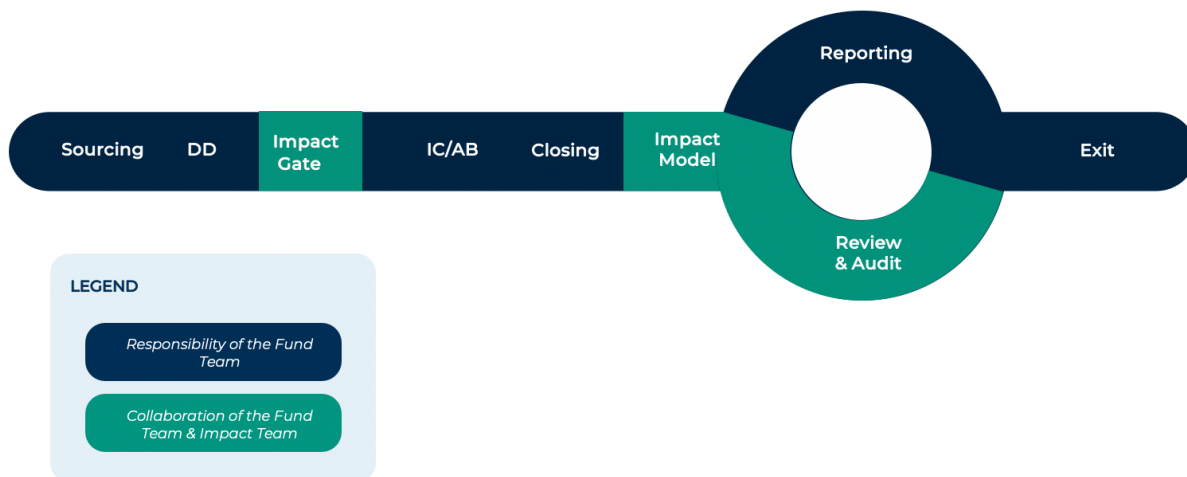 Reporting
Sourcing
DD
Impact
Gate
IC/AB
Closing
Impact
Model
Exit
Review
& Audit
LEGEND
Responsibility of the Fund
Team
Collaboration of the Fund
Team & Impact Team